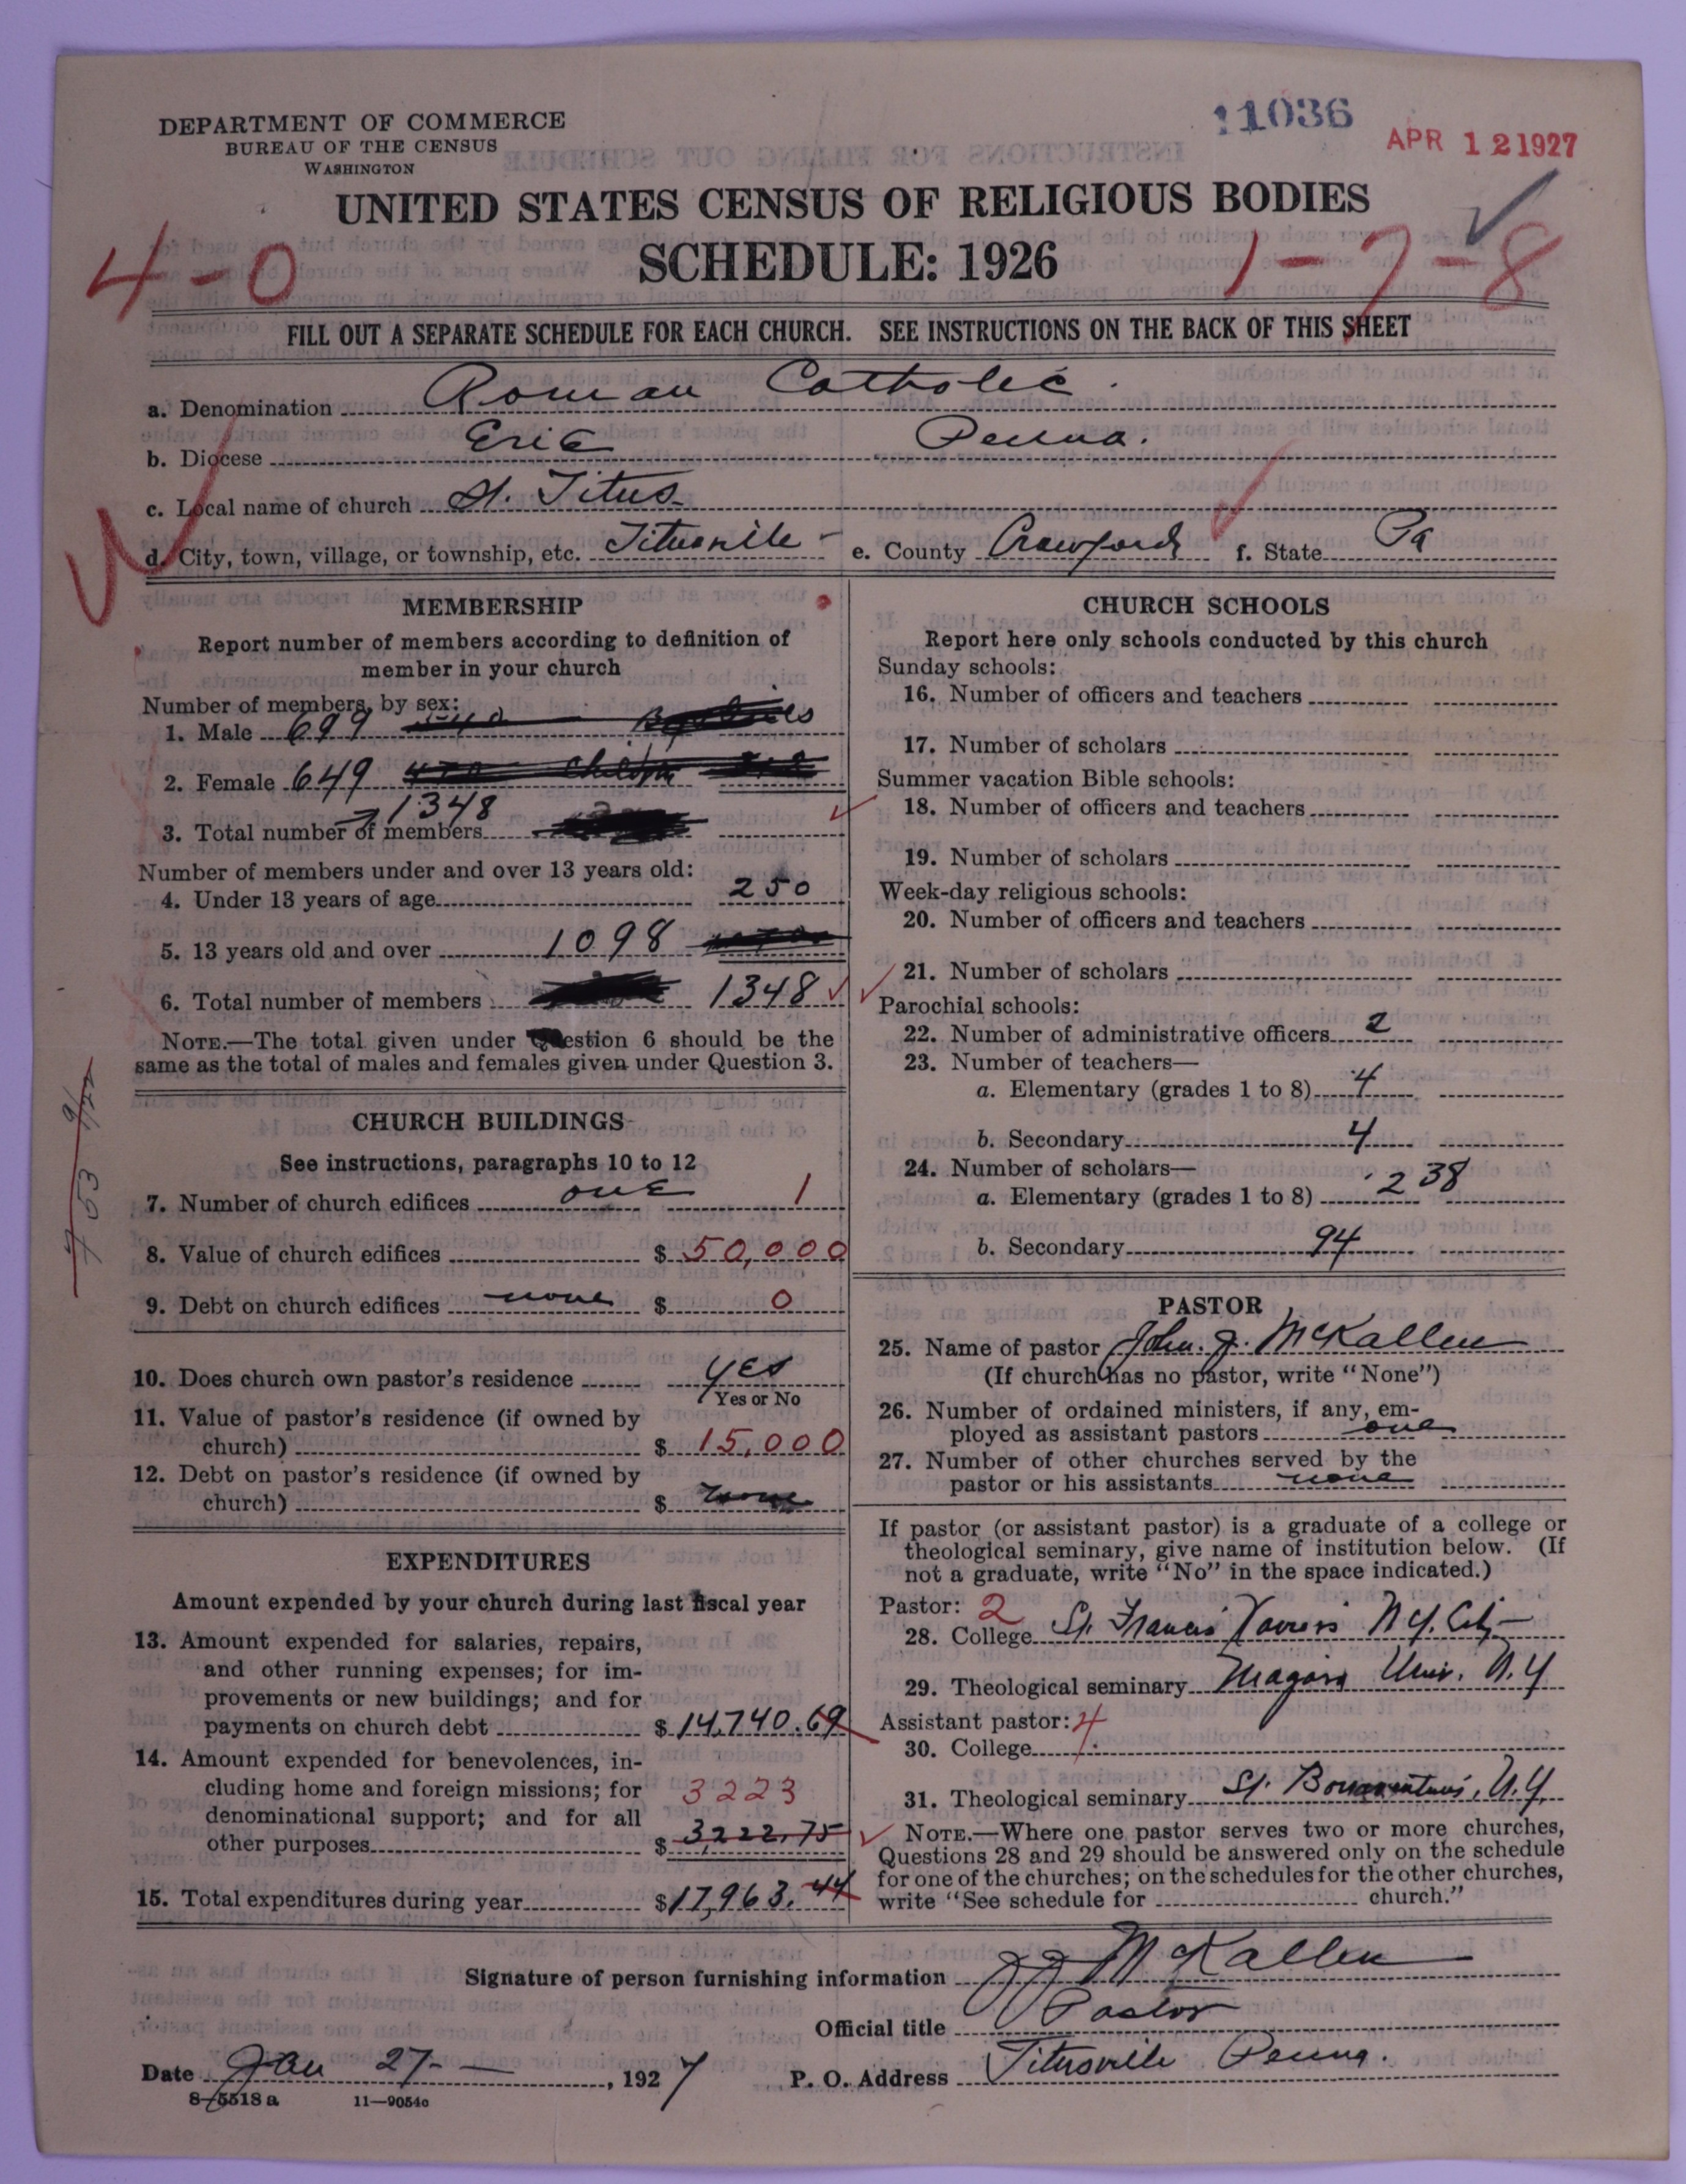 DEPARTMENT OF COMMERCE
BUREAU OF THE CENSUS
WASHINGTON
11036
APR 12 1927
UNITED STATES CENSUS OF RELIGIOUS BODIES
SCHEDULE: 1926
4-0
1-7-8
FILL OUT A SEPARATE SCHEDULE FOR EACH CHURCH. SEE INSTRUCTIONS ON THE BACK OF THIS SHEET
a. Denomination Roman Catholic.
b. Diocese Erie Penna.
c. Local name of church St. Titus
d. City, town, village, or township, etc. Titusville - e. County Crawford f. State Pa
MEMBERSHIP
Report number of members according to definition of
member in your church
Number of members, by sex:
1. Male 699
2. Female 649
1348
3. Total number of members
Number of members under and over 13 years old:
4. Under 13 years of age 250
5. 13 years old and over 1098
6. Total number of members 1348
NOTE.—The total given under Question 6 should be the
same as the total of males and females given under Question 3.
CHURCH BUILDINGS
See instructions, paragraphs 10 to 12
7. Number of church edifices one 1
8. Value of church edifices $ 50,000
9. Debt on church edifices none $ 0
10. Does church own pastor's residence yes
Yes or No
11. Value of pastor's residence (if owned by
church) $ 15,000
12. Debt on pastor's residence (if owned by
church) $ none
EXPENDITURES
Amount expended by your church during last fiscal year
13. Amount expended for salaries, repairs,
and other running expenses; for im-
provements or new buildings; and for
payments on church debt $ 14,740.69
14. Amount expended for benevolences, in-
cluding home and foreign missions; for 3223
denominational support; and for all
other purposes $ 3222.75
15. Total expenditures during year $ 17,963.44
CHURCH SCHOOLS
Report here only schools conducted by this church
Sunday schools:
16. Number of officers and teachers
17. Number of scholars
Summer vacation Bible schools:
18. Number of officers and teachers
19. Number of scholars
Week-day religious schools:
20. Number of officers and teachers
21. Number of scholars
Parochial schools:
22. Number of administrative officers 2
23. Number of teachers—
a. Elementary (grades 1 to 8) 4
b. Secondary 4
24. Number of scholars—
a. Elementary (grades 1 to 8) 238
b. Secondary 94
PASTOR
25. Name of pastor John. J. McKallen
(If church has no pastor, write "None")
26. Number of ordained ministers, if any, em-
ployed as assistant pastors one
27. Number of other churches served by the
pastor or his assistants none
If pastor (or assistant pastor) is a graduate of a college or
theological seminary, give name of institution below. (If
not a graduate, write "No" in the space indicated.)
Pastor: 2
28. College St. Francis Xavers N.Y. City
29. Theological seminary Niagara Univ. N.Y
Assistant pastor: 4
30. College
31. Theological seminary St. Bonaventures, N.Y.
NOTE.—Where one pastor serves two or more churches,
Questions 28 and 29 should be answered only on the schedule
for one of the churches; on the schedules for the other churches,
write "See schedule for church."
Signature of person furnishing information JJ McKallen
Official title Pastor
Date Jan 27 - , 1927 P. O. Address Titusville Penna.
8-5518 a 11—9054c